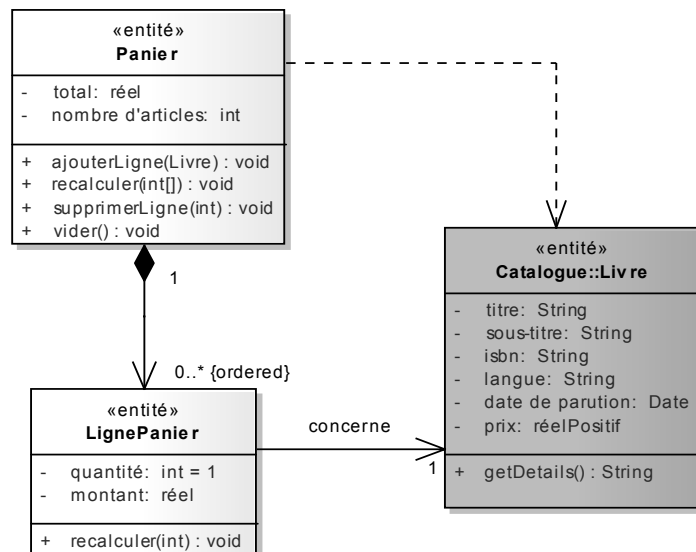 «entité»
Panier
- total: réel
- nombre d'articles: int
+ ajouterLigne(Livre) : void
+ recalculer(int[]) : void
+ supprimerLigne(int) : void
+ vider() : void
1
0..* {ordered}
«entité»
LignePanier
- quantité: int = 1
- montant: réel
+ recalculer(int) : void
concerne
1
«entité»
Catalogue::Livre
- titre: String
- sous-titre: String
- isbn: String
- langue: String
- date de parution: Date
- prix: réelPositif
+ getDetails() : String